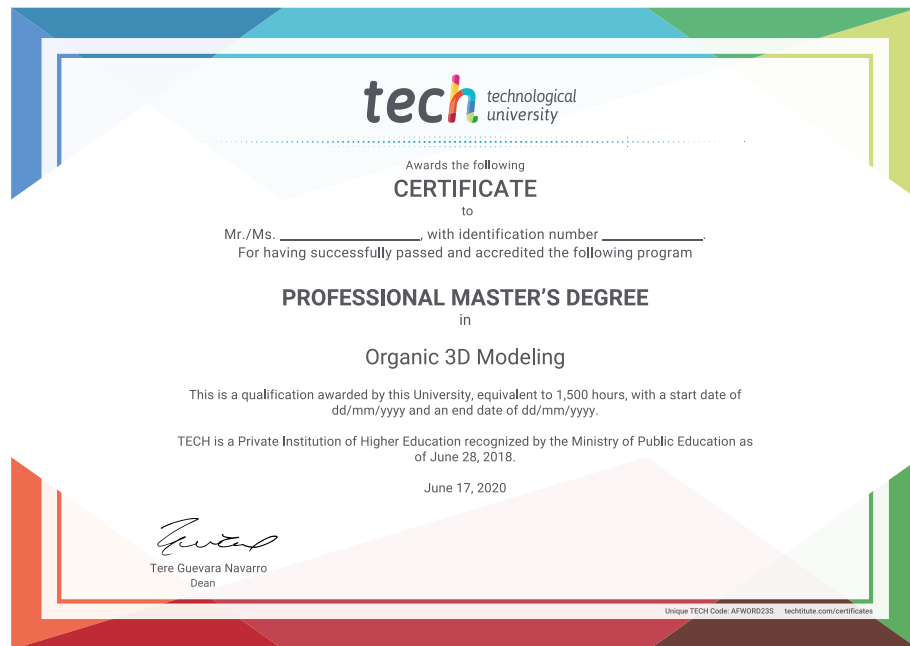 tech technological
university
Awards the following
CERTIFICATE
to
Mr./Ms. ____________________, with identification number ______________.
For having successfully passed and accredited the following program
PROFESSIONAL MASTER’S DEGREE
in
Organic 3D Modeling
This is a qualification awarded by this University, equivalent to 1,500 hours, with a start date of
dd/mm/yyyy and an end date of dd/mm/yyyy.
TECH is a Private Institution of Higher Education recognized by the Ministry of Public Education as
of June 28, 2018.
June 17, 2020
Tere Guevara Navarro
Dean
Unique TECH Code: AFWORD23S techtitute.com/certificates